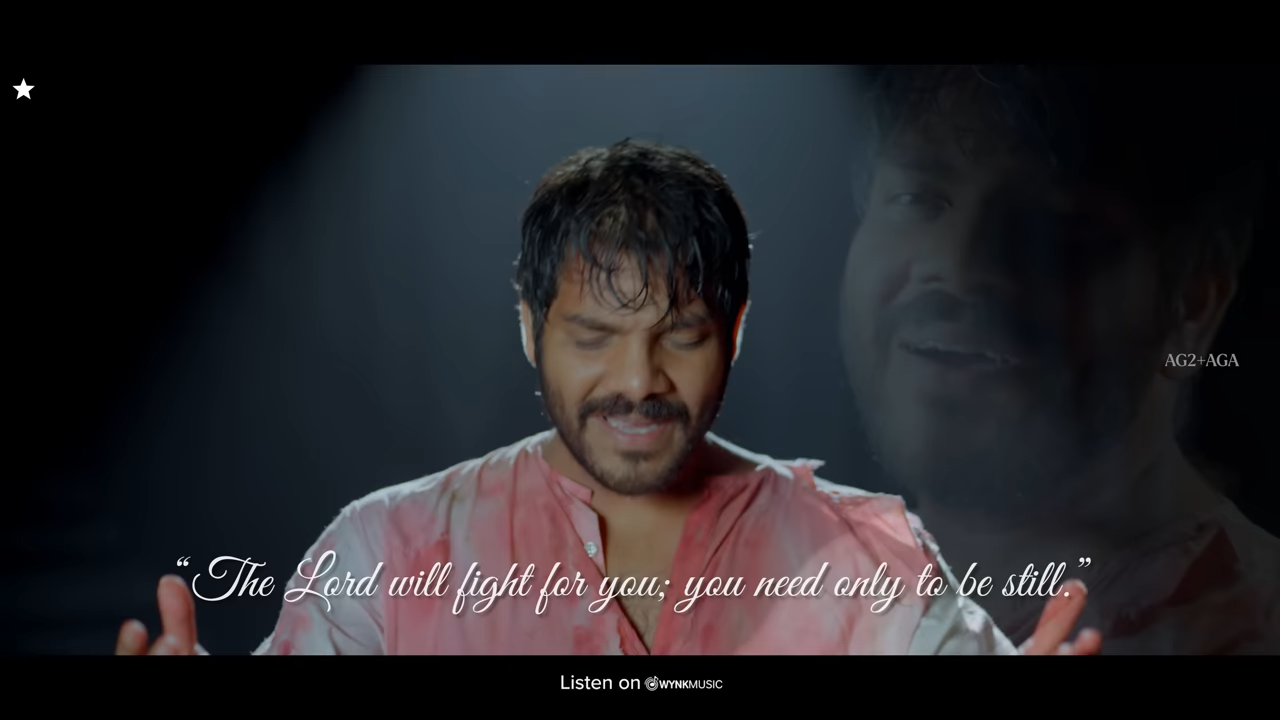 AG2+AGA
“The Lord will fight for you; you need only to be still.”
Listen on WYNKMUSIC